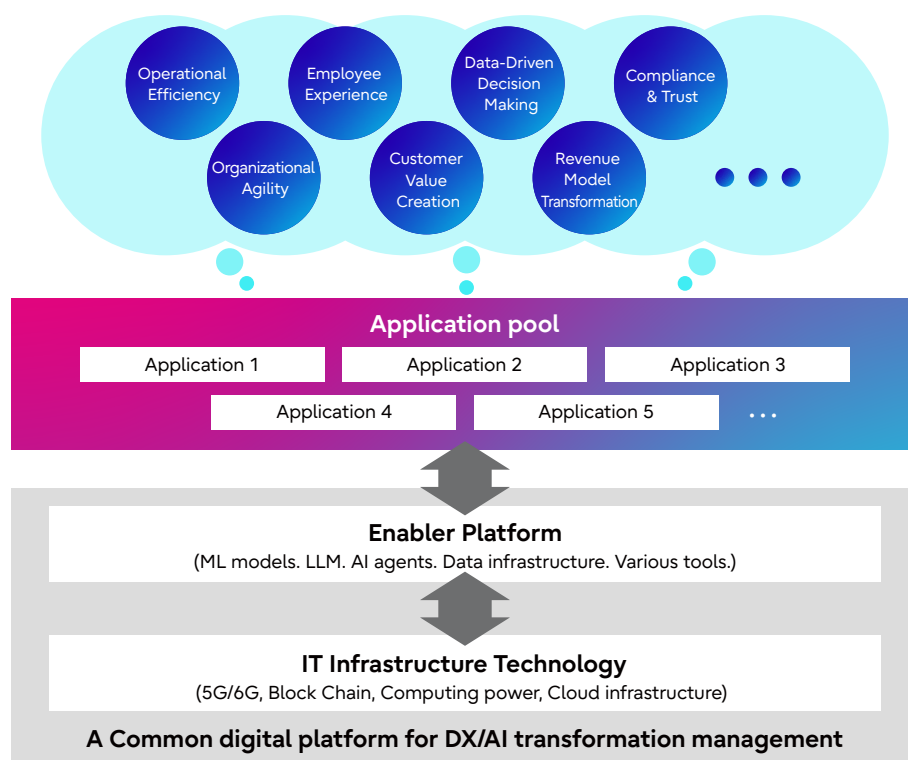 Operational
Efficiency
Employee
Experience
Data-Driven
Decision
Making
Compliance
& Trust
Organizational
Agility
Customer
Value
Creation
Revenue
Model
Transformation
Application pool
Application 1
Application 2
Application 3
Application 4
Application 5
...
Enabler Platform
(ML models. LLM. AI agents. Data infrastructure. Various tools.)
IT Infrastructure Technology
(5G/6G, Block Chain, Computing power, Cloud infrastructure)
A Common digital platform for DX/AI transformation management